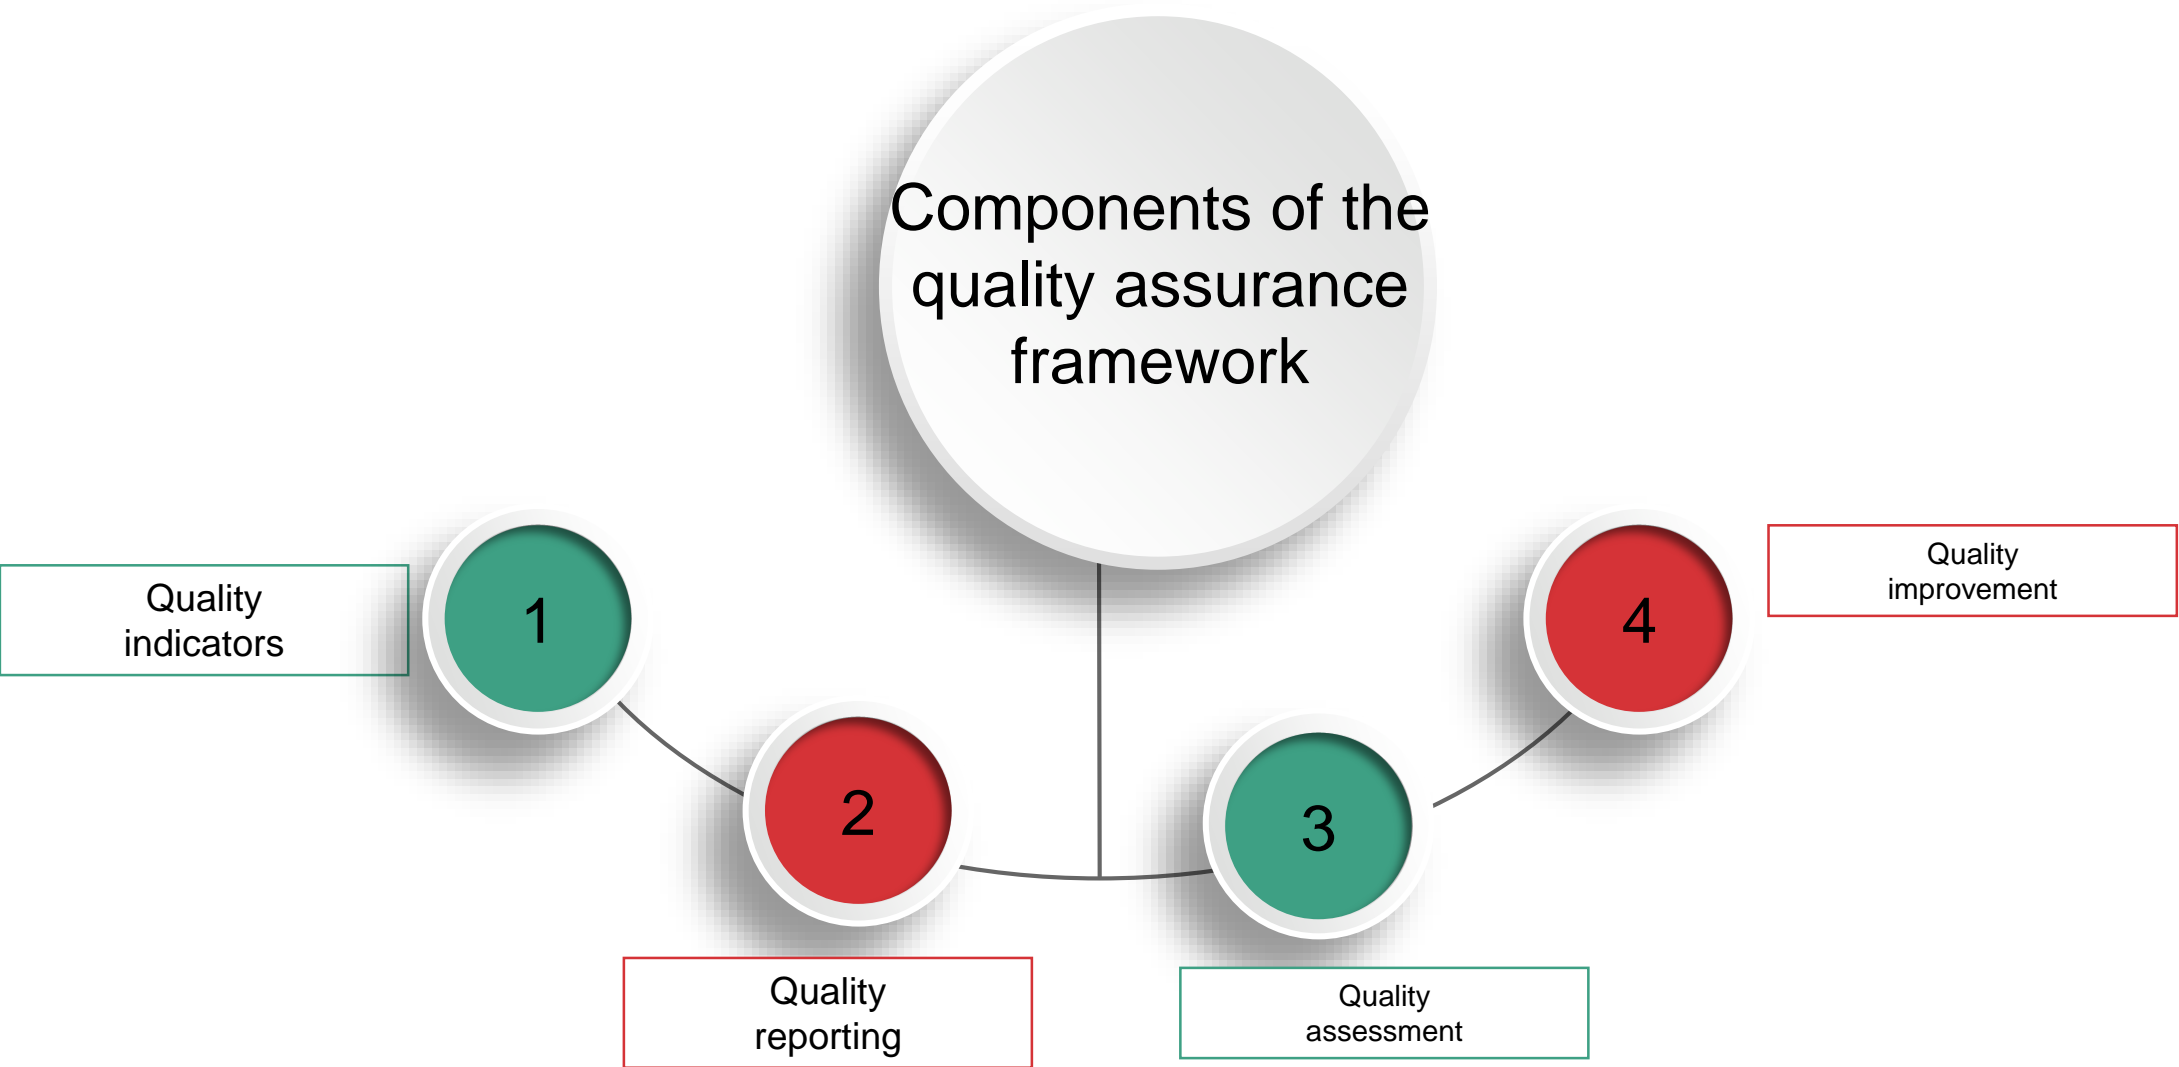 Components of the
quality assurance
framework
1
Quality
indicators
2
Quality
reporting
3
Quality
assessment
4
Quality
improvement